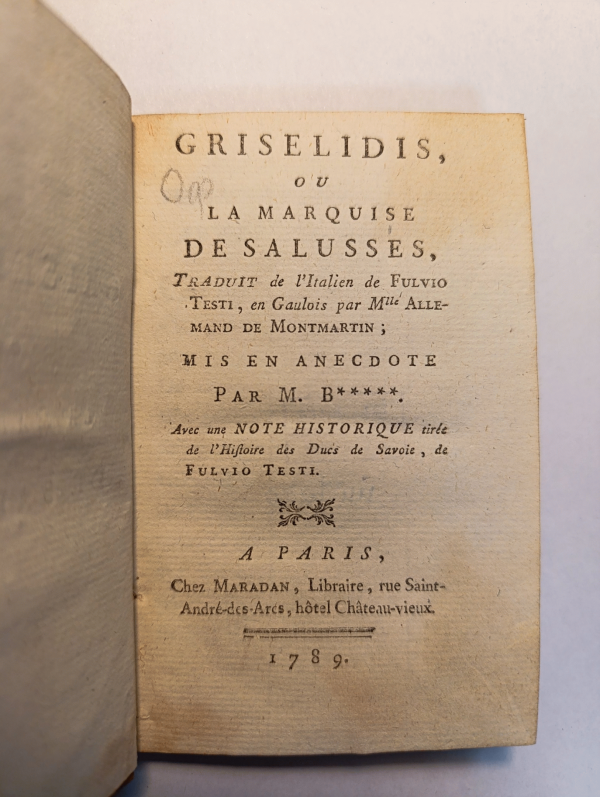 GRISELIDIS,
OU
LA MARQUISE
DE SALUSSES,
TRADUIT de l'Italien de FULVIO
TESTI, en Gaulois par Mlle ALLE-
MAND DE MONTMARTIN ;
MIS EN ANECDOTE
PAR M. B*****.
Avec une NOTE HISTORIQUE tirée
de l'Hiſtoire des Ducs de Savoie, de
FULVIO TESTI.
A PARIS,
Chez MARADAN, Libraire, rue Saint-
André-des-Arcs, hôtel Château-vieux.
1789.